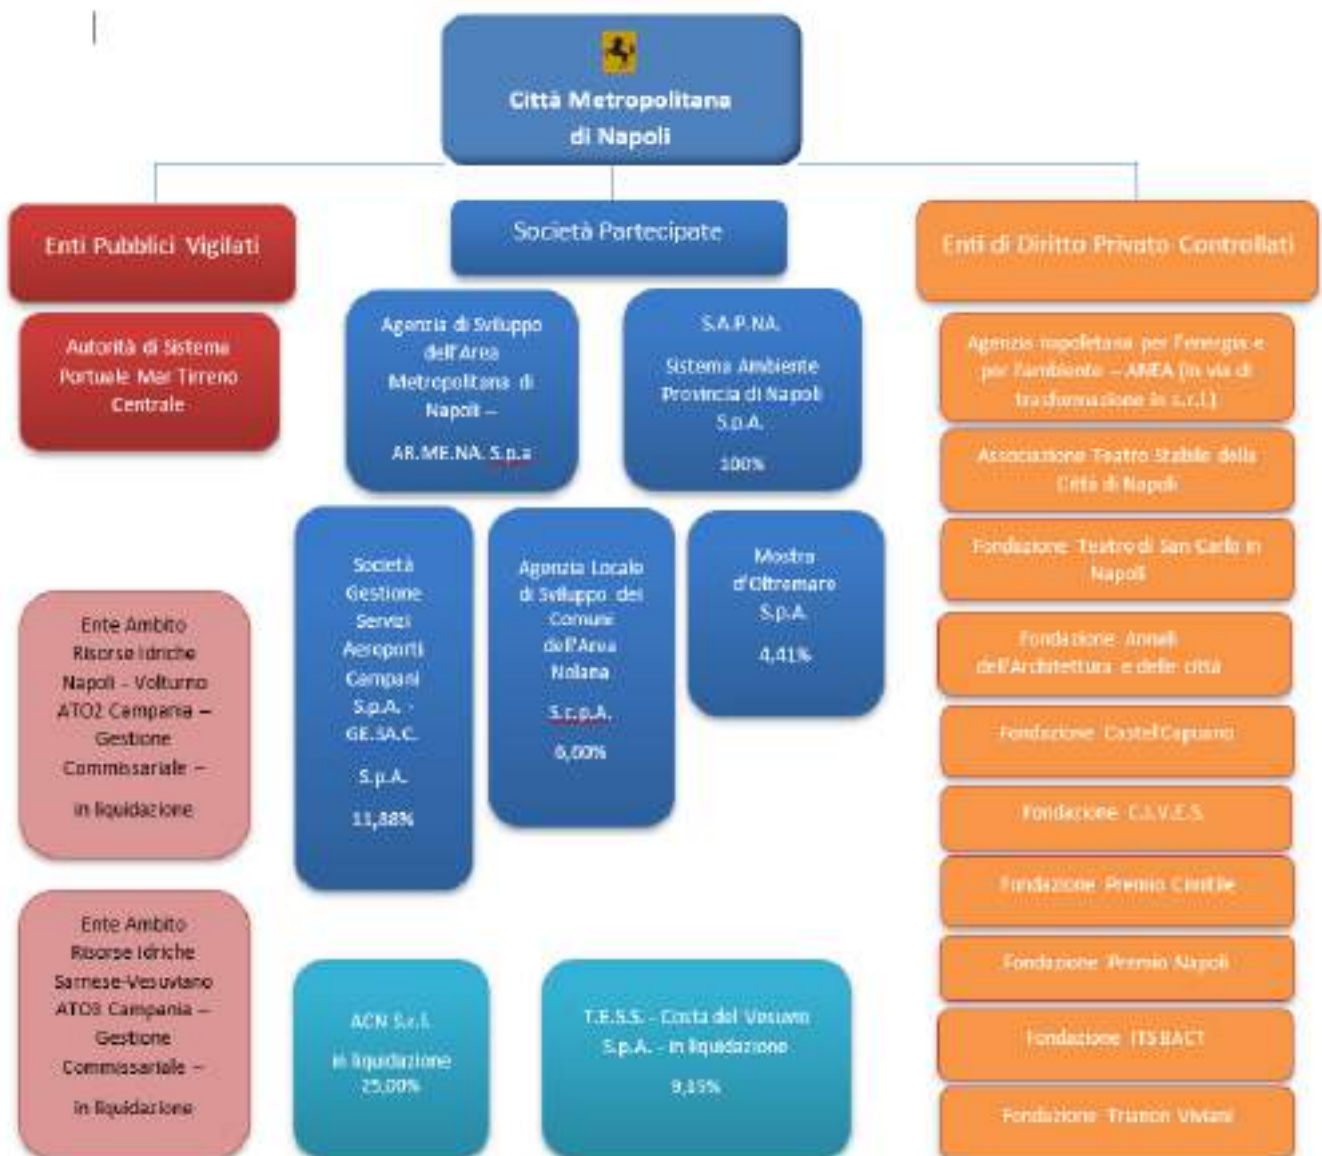 Città Metropolitana
di Napoli
Enti Pubblici Vigilati
Autorità di Sistema
Portuale Mar Tirreno
Centrale
Ente Ambito
Risorse Idriche
Napoli - Volturno
ATO2 Campania –
Gestione
Commissariale –
in liquidazione
Ente Ambito
Risorse Idriche
Sarnese-Vesuviano
ATO3 Campania –
Gestione
Commissariale –
in liquidazione
Società Partecipate
Agenzia di Sviluppo
dell'Area
Metropolitana di
Napoli –
AR.ME.NA. S.p.a
S.A.P.NA.
Sistema Ambiente
Provincia di Napoli
S.p.A.
100%
Società
Gestione
Servizi
Aeroporti
Campani
S.p.A. -
GE.SA.C.
S.p.A.
11,88%
Agenzia Locale
di Sviluppo dei
Comuni
dell'Area
Nolana
S.c.p.A.
Mostra
d'Oltremare
S.p.A.
4,41%
ACN S.r.l.
in liquidazione
25,00%
T.E.S.S. - Costa del Vesuvio
S.p.A. - in liquidazione
Enti di Diritto Privato Controllati
Agenzia napoletana per l'energia e
per l'ambiente – ANEA (in via di
trasformazione in s.r.l.)
Associazione Teatro Stabile della
Città di Napoli
Fondazione Teatro di San Carlo in
Napoli
Fondazione Annali
dell'Architettura e delle città
Fondazione Castel Capuano
Fondazione C.I.V.E.S.
Fondazione Premio Cimitile
Fondazione Premio Napoli
Fondazione ITS BACT
Fondazione Trianon Viviani